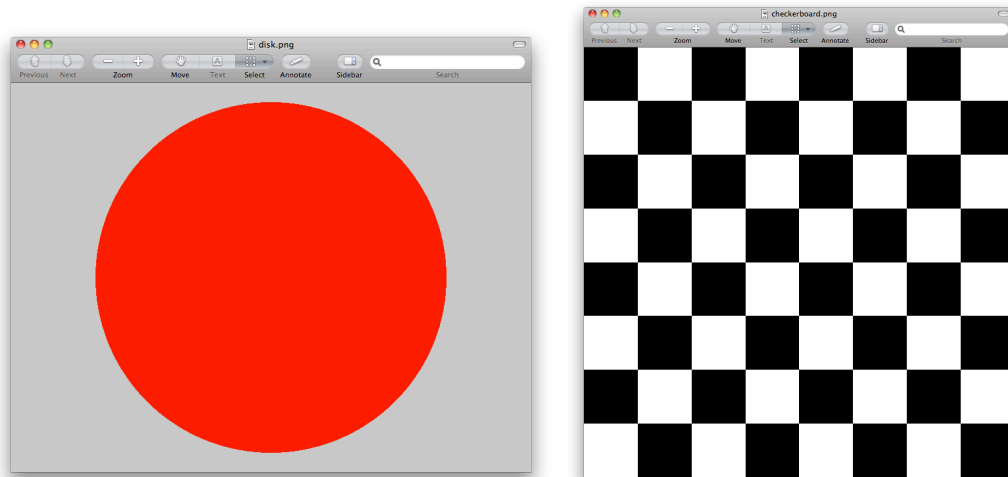 disk.png
Previous Next Zoom Move Text Select Annotate Sidebar Search
checkerboard.png
Previous Next Zoom Move Text Select Annotate Sidebar Search